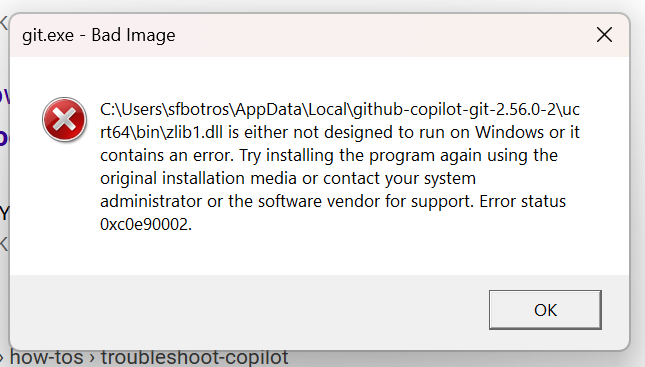 git.exe - Bad Image
C:\Users\sfbotros\AppData\Local\github-copilot-git-2.56.0-2\uc
rt64\bin\zlib1.dll is either not designed to run on Windows or it
contains an error. Try installing the program again using the
original installation media or contact your system
administrator or the software vendor for support. Error status
0xc0e90002.
OK
› how-tos › troubleshoot-copilot